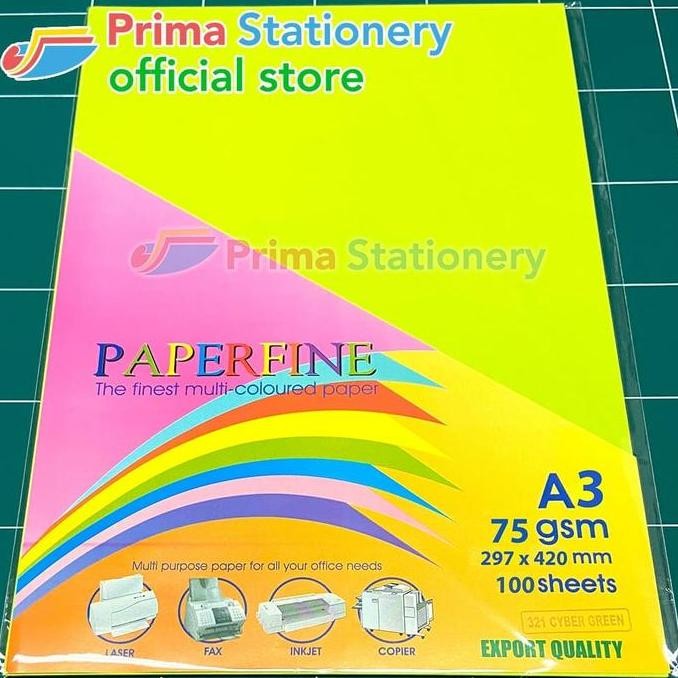 Prima Stationery
official store
Prima Stationery
PAPERFINE
The finest multi-coloured paper
A3
75 gsm
297 x 420 mm
100 sheets
Multi purpose paper for all your office needs
LASER
FAX
INKJET
COPIER
321 CYBER GREEN
EXPORT QUALITY